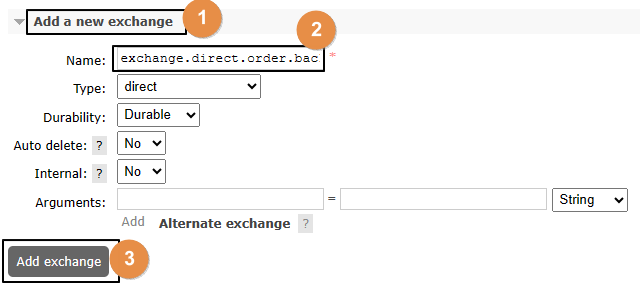 Add a new exchange 1
2
Name: exchange.direct.order.bac *
Type: direct
Durability: Durable
Auto delete: ? No
Internal: ? No
Arguments: = String
Add Alternate exchange ?
Add exchange 3